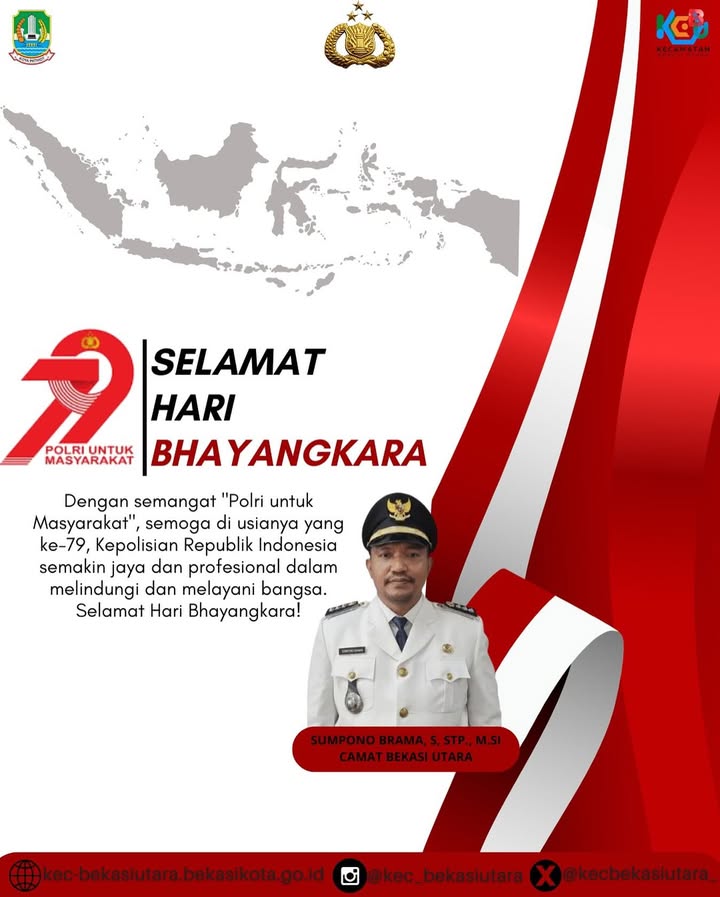 KECAMATAN
SELAMAT
HARI
BHAYANGKARA
79
POLRI UNTUK
MASYARAKAT
Dengan semangat "Polri untuk
Masyarakat", semoga di usianya yang
ke-79, Kepolisian Republik Indonesia
semakin jaya dan profesional dalam
melindungi dan melayani bangsa.
Selamat Hari Bhayangkara!
SUMPONO BRAMA, S. STP., M.SI
CAMAT BEKASI UTARA
kec-bekasiutara.bekasikota.go.id @kec_bekasiutara @kecbekasiutara_